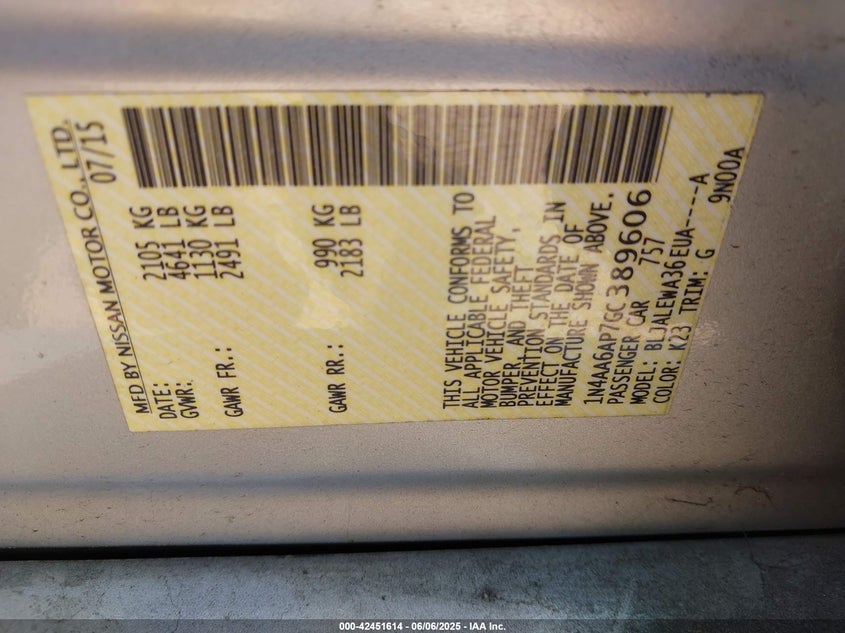 MFD BY NISSAN MOTOR CO., LTD.
DATE: 07/15
GVWR: 2105 KG
4641 LB
GAWR FR.: 1130 KG
2491 LB
GAWR RR.: 990 KG
2183 LB
THIS VEHICLE CONFORMS TO
ALL APPLICABLE FEDERAL
MOTOR VEHICLE SAFETY,
BUMPER AND THEFT
PREVENTION STANDARDS IN
EFFECT ON THE DATE OF
MANUFACTURE SHOWN ABOVE.
1N4AA6AP7GC389606
PASSENGER CAR 757
MODEL: BLJALEWA36EUA----A
COLOR: K23 TRIM: G 9N00A
000-42451614 - 06/06/2025 - IAA Inc.